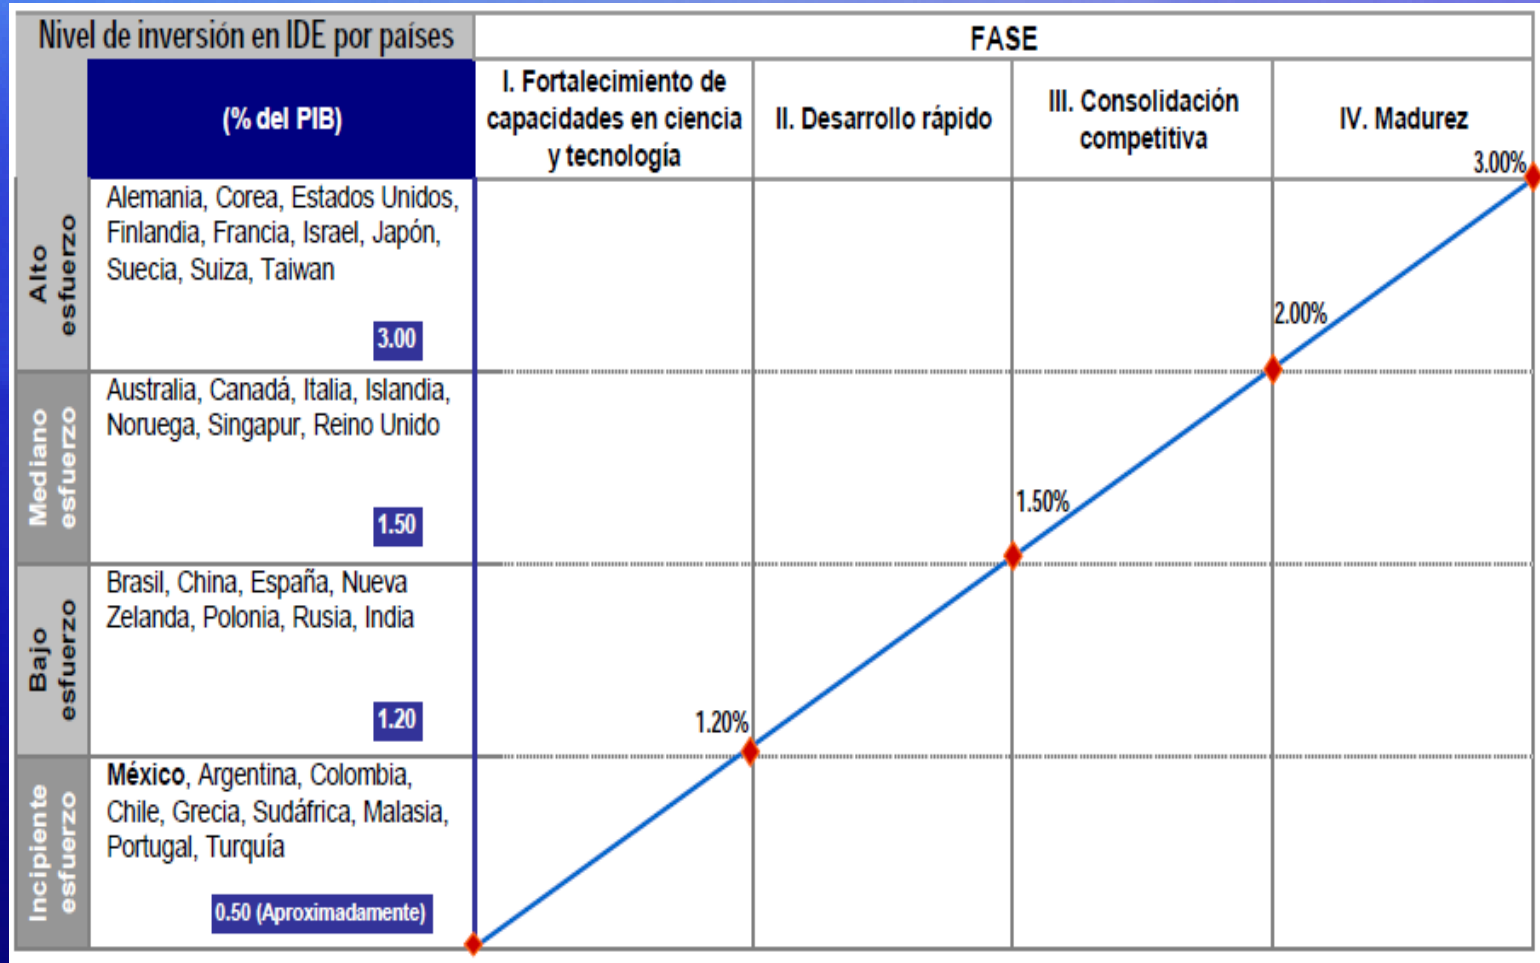 Nivel de inversión en IDE por países
FASE
(% del PIB)
I. Fortalecimiento de
capacidades en ciencia
y tecnología
II. Desarrollo rápido
III. Consolidación
competitiva
IV. Madurez
3.00%
Alto
esfuerzo
Alemania, Corea, Estados Unidos,
Finlandia, Francia, Israel, Japón,
Suecia, Suiza, Taiwan
3.00
2.00%
Mediano
esfuerzo
Australia, Canadá, Italia, Islandia,
Noruega, Singapur, Reino Unido
1.50
1.50%
Bajo
esfuerzo
Brasil, China, España, Nueva
Zelanda, Polonia, Rusia, India
1.20
1.20%
Incipiente
esfuerzo
México, Argentina, Colombia,
Chile, Grecia, Sudáfrica, Malasia,
Portugal, Turquía
0.50 (Aproximadamente)